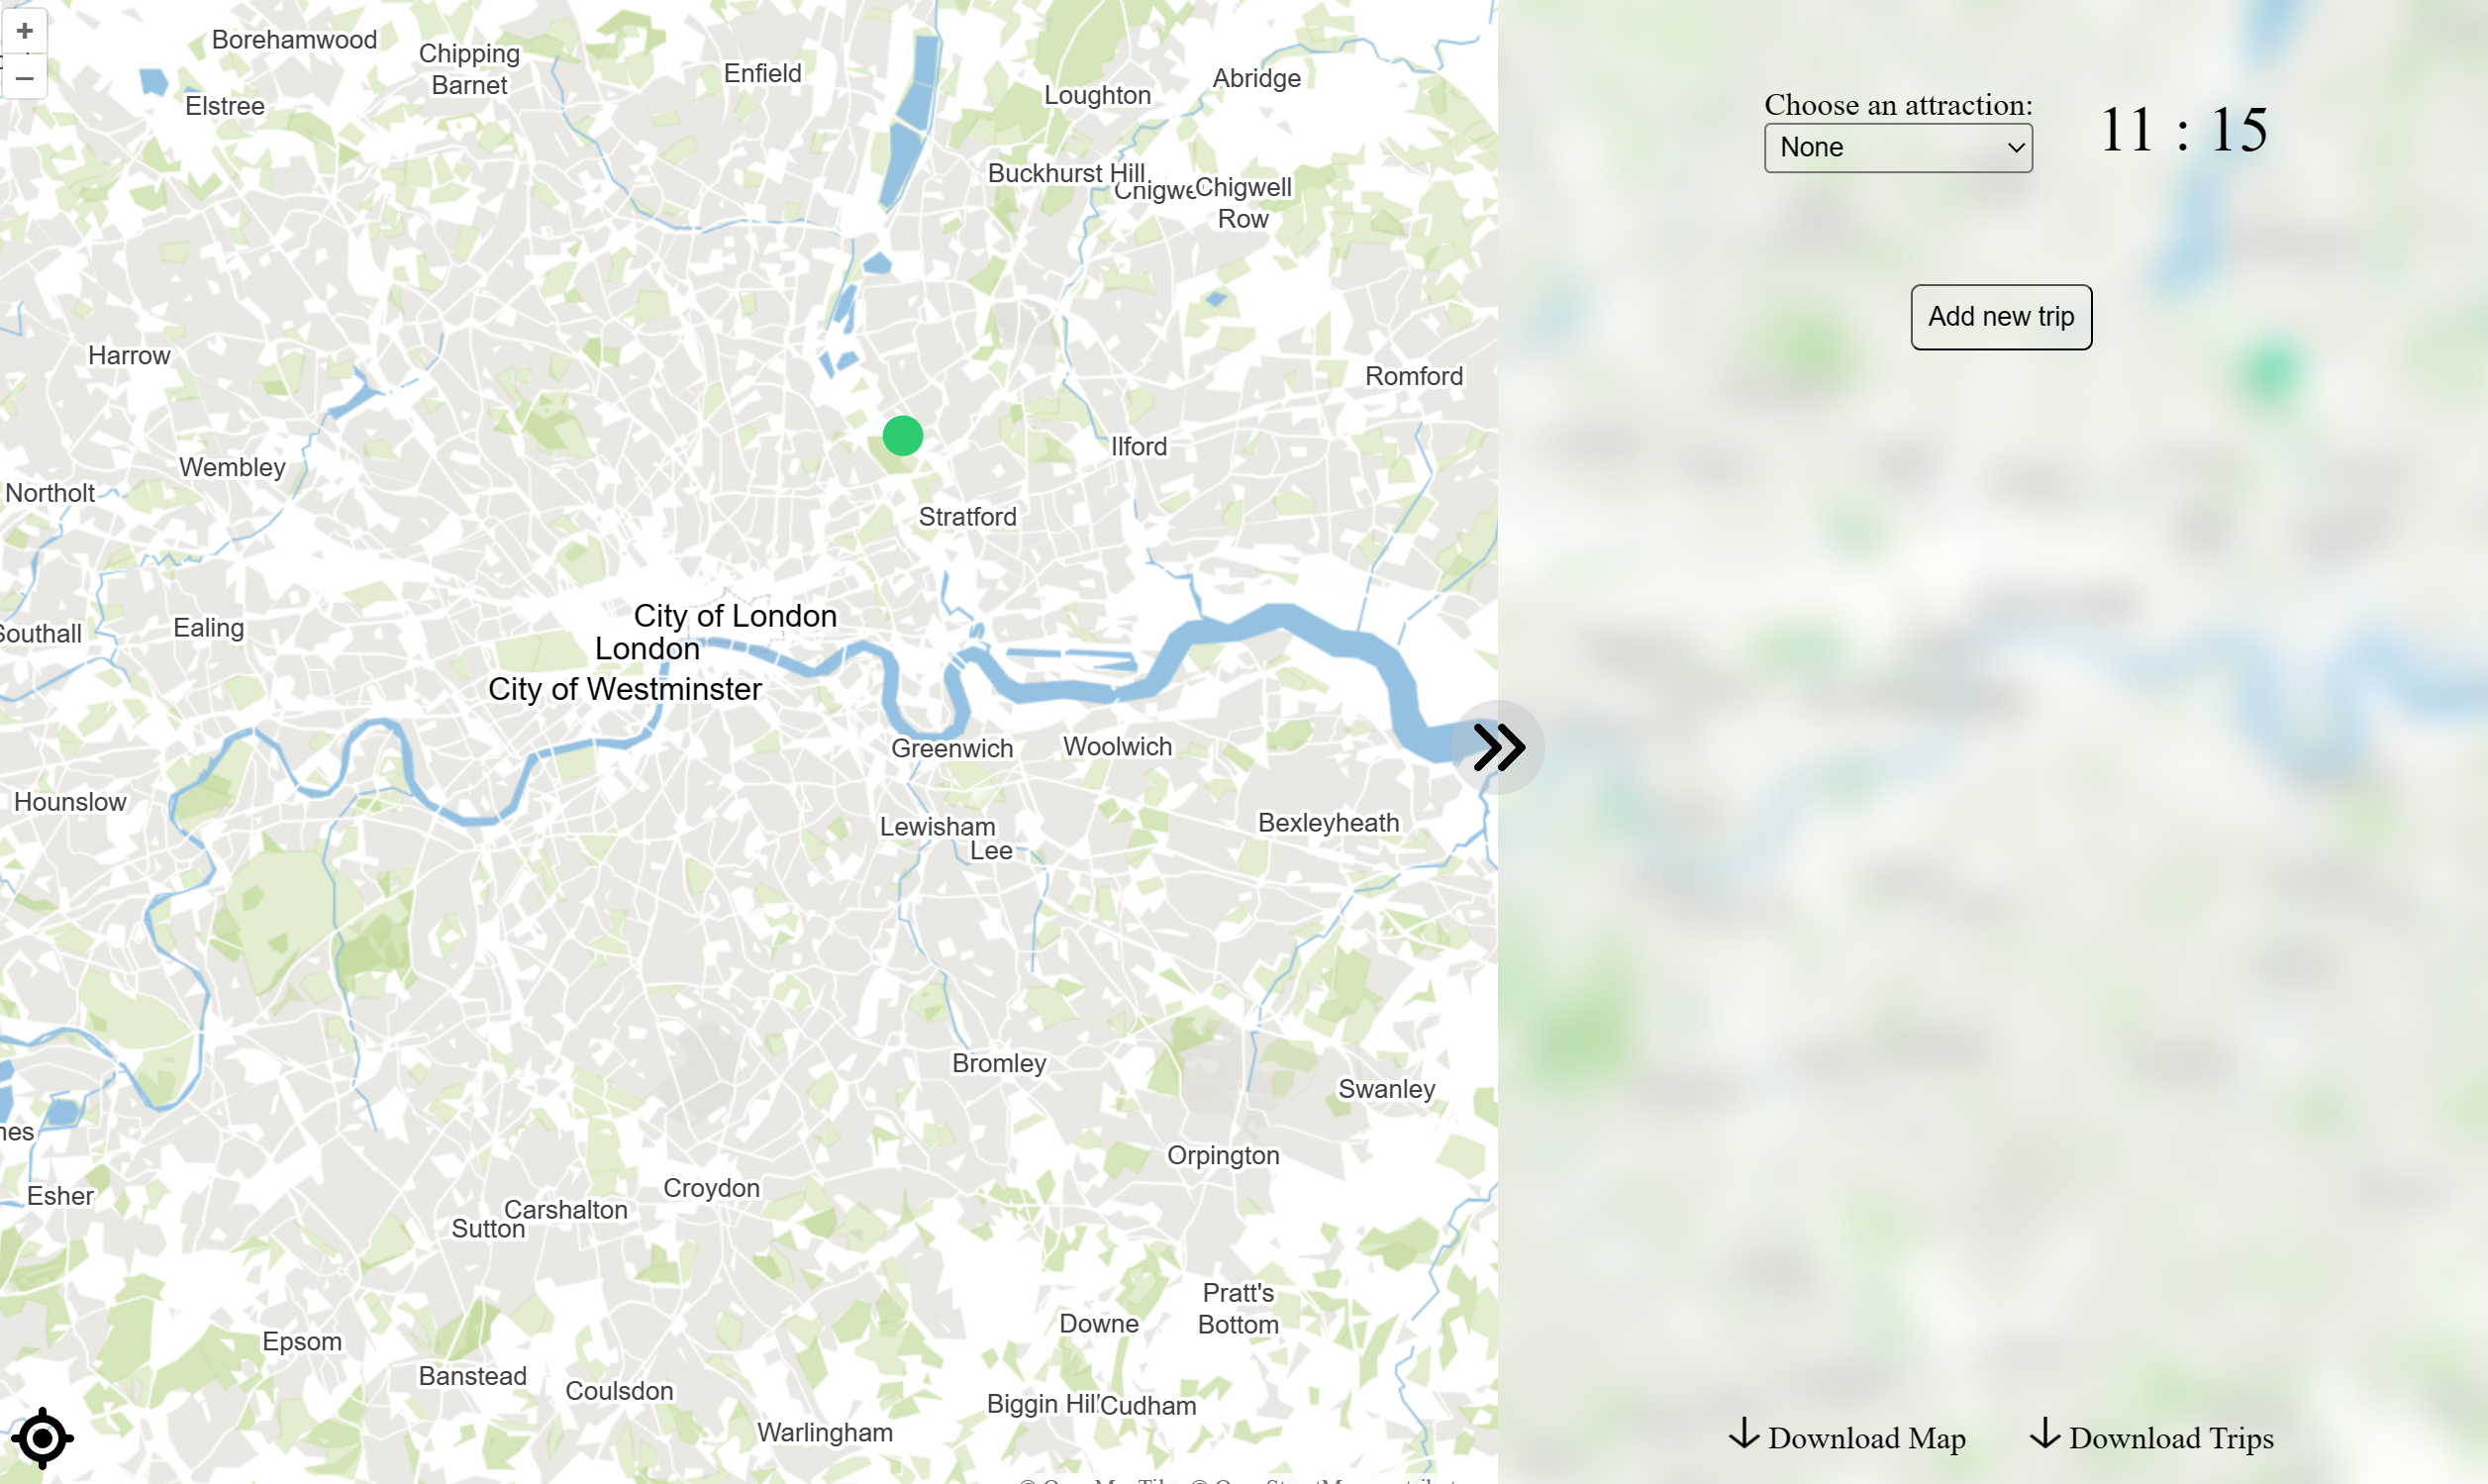 +
Borehamwood
Chipping
Barnet
Enfield
Abridge
Loughton
Elstree
–
Choose an attraction:
None
11 : 15
Buckhurst Hill
Chigwell
Row
Add new trip
Harrow
Romford
Ilford
Wembley
Northolt
Stratford
City of London
Southall
Ealing
London
City of Westminster
Greenwich
Woolwich
Hounslow
Bexleyheath
Lewisham
Lee
Bromley
Swanley
Orpington
Esher
Croydon
Carshalton
Sutton
Pratt's
Bottom
Downe
Epsom
Banstead
Coulsdon
Biggin Hill
Cudham
Warlingham
Download Map
Download Trips